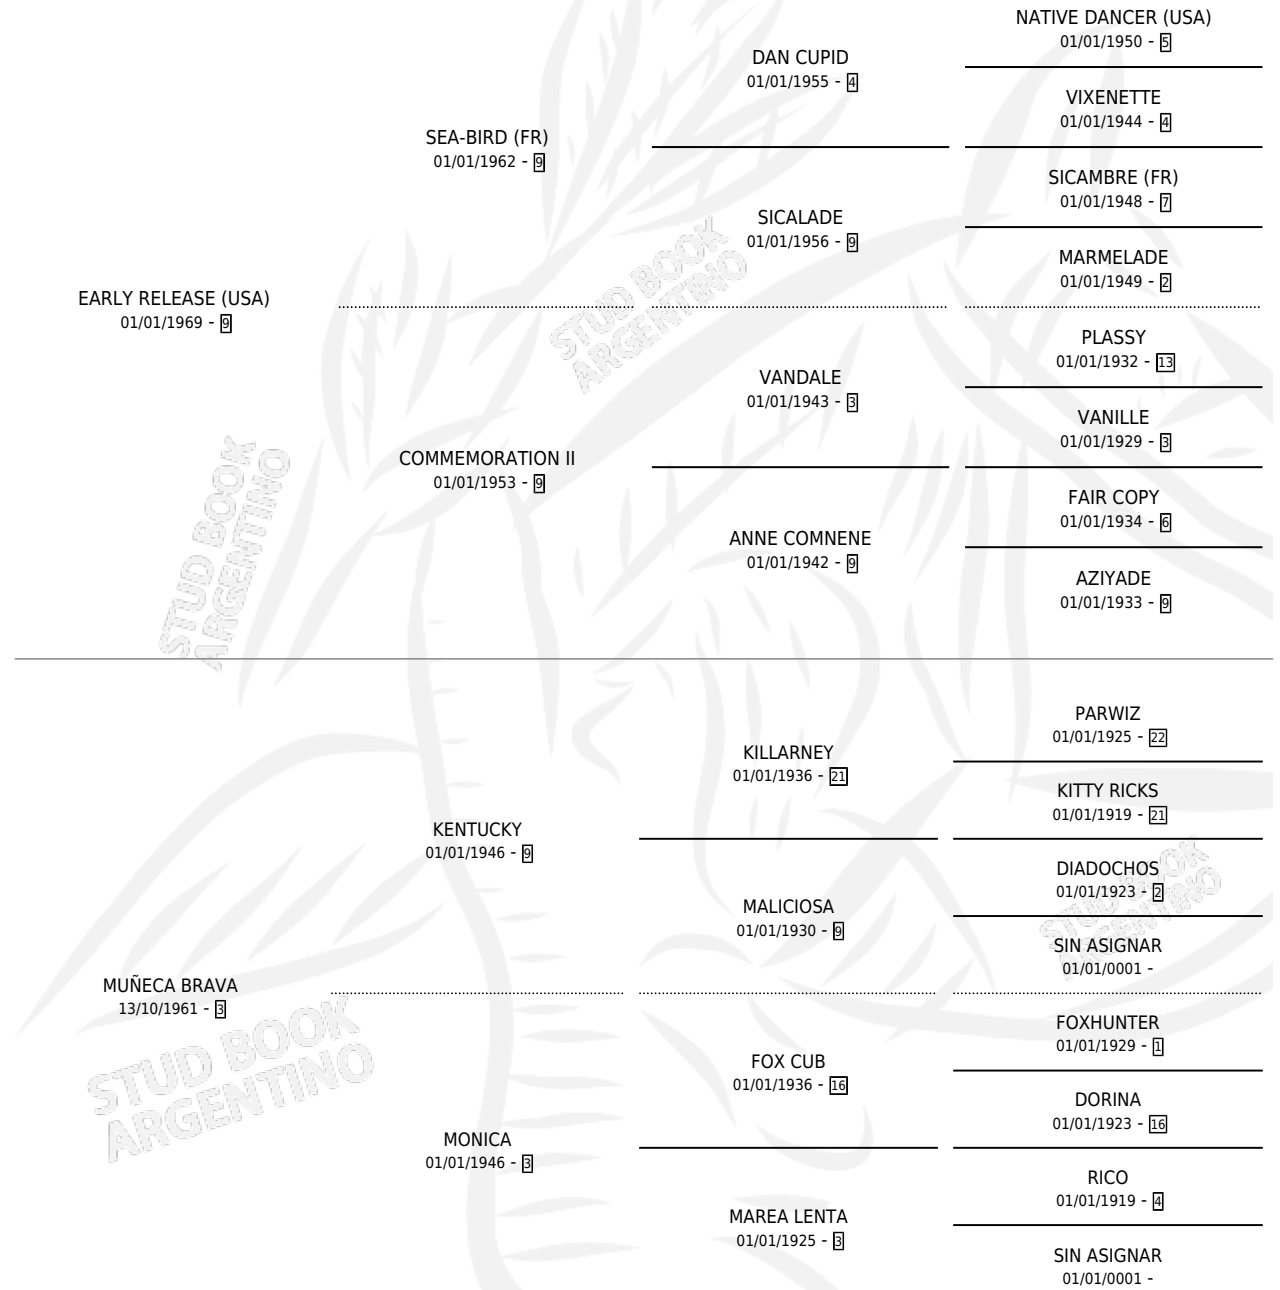 NATIVE DANCER (USA)
01/01/1950 - 5
DAN CUPID
01/01/1955 - 4
VIXENETTE
01/01/1944 - 4
SEA-BIRD (FR)
01/01/1962 - 9
SICAMBRE (FR)
01/01/1948 - 7
SICALADE
01/01/1956 - 9
MARMELADE
01/01/1949 - 2
EARLY RELEASE (USA)
01/01/1969 - 9
STUD BOOK
ARGENTINO
PLASSY
01/01/1932 - 13
VANDALE
01/01/1943 - 3
VANILLE
01/01/1929 - 3
COMMEMORATION II
01/01/1953 - 9
FAIR COPY
01/01/1934 - 6
ANNE COMNENE
01/01/1942 - 9
AZIYADE
01/01/1933 - 9
STUD BOOK
ARGENTINO
PARWIZ
01/01/1925 - 22
KILLARNEY
01/01/1936 - 21
KITTY RICKS
01/01/1919 - 21
KENTUCKY
01/01/1946 - 9
DIADOCHOS
01/01/1923 - 2
MALICIOSA
01/01/1930 - 9
SIN ASIGNAR
01/01/0001 -
STUD BOOK
ARGENTINO
MUÑECA BRAVA
13/10/1961 - 3
FOXHUNTER
01/01/1929 - 1
FOX CUB
01/01/1936 - 16
DORINA
01/01/1923 - 16
STUD BOOK
ARGENTINO
MONICA
01/01/1946 - 3
RICO
01/01/1919 - 4
MAREA LENTA
01/01/1925 - 3
SIN ASIGNAR
01/01/0001 -